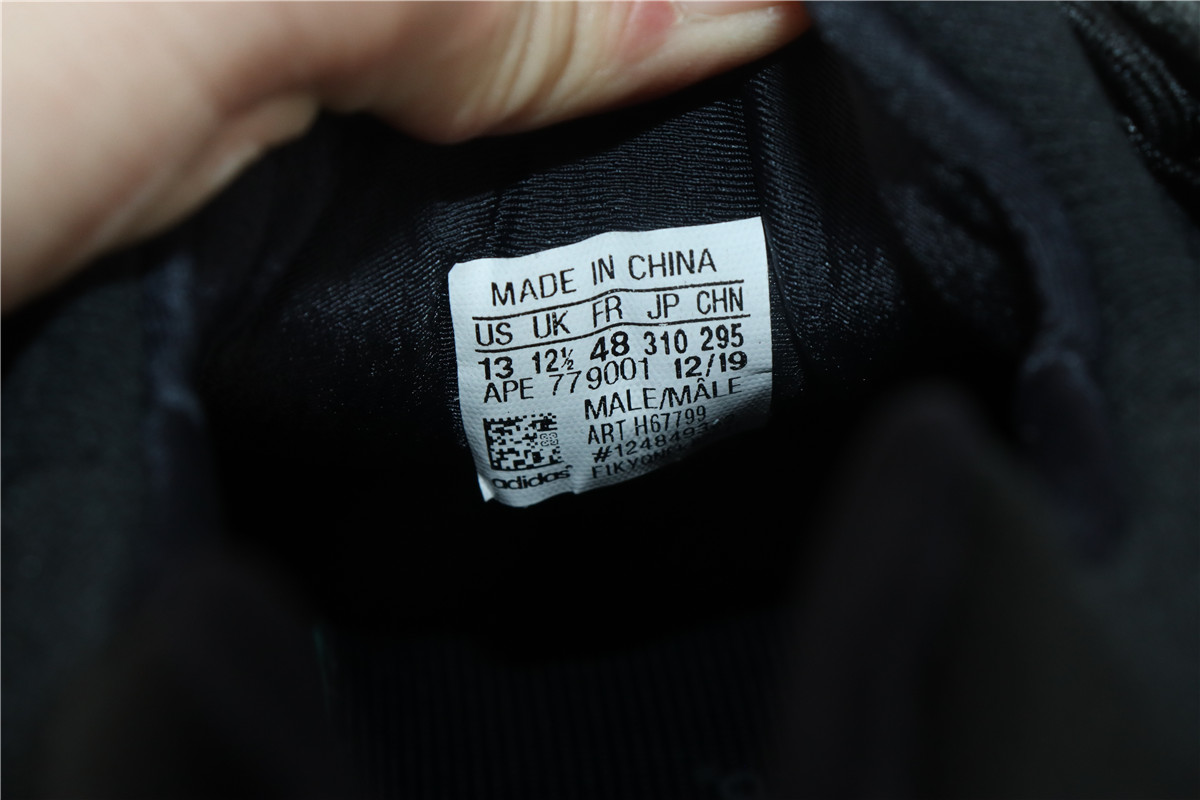 MADE IN CHINA
US UK FR JP CHN
13 12½ 48 310 295
APE 779001 12/19
MALE/MÂLE
ART H67799
adidas